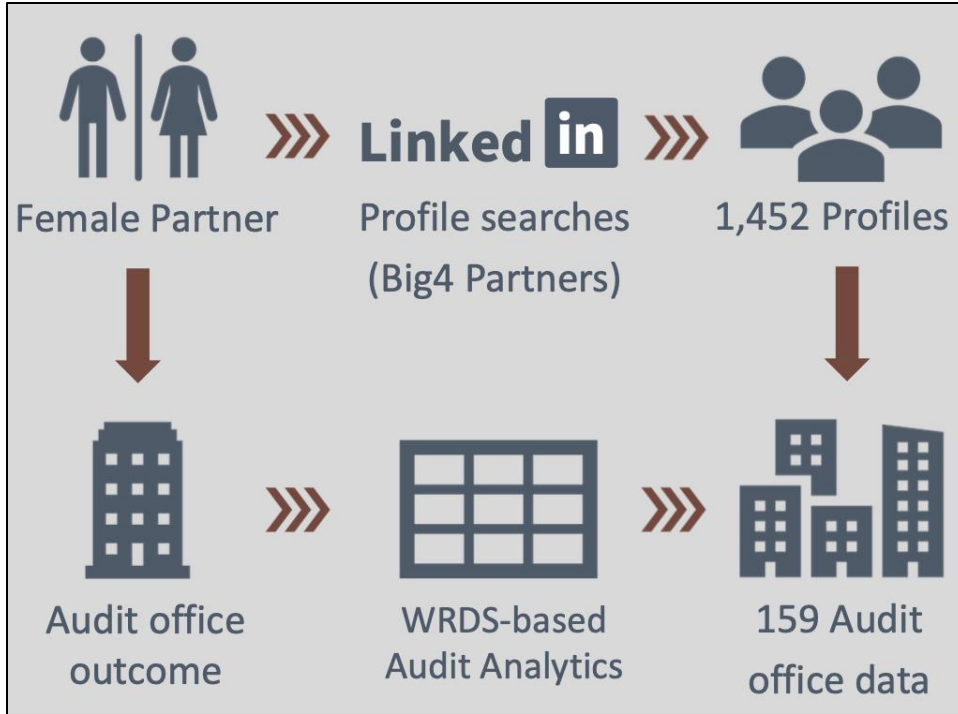 Linked in
Female Partner
Profile searches
(Big4 Partners)
1,452 Profiles
Audit office
outcome
WRDS-based
Audit Analytics
159 Audit
office data